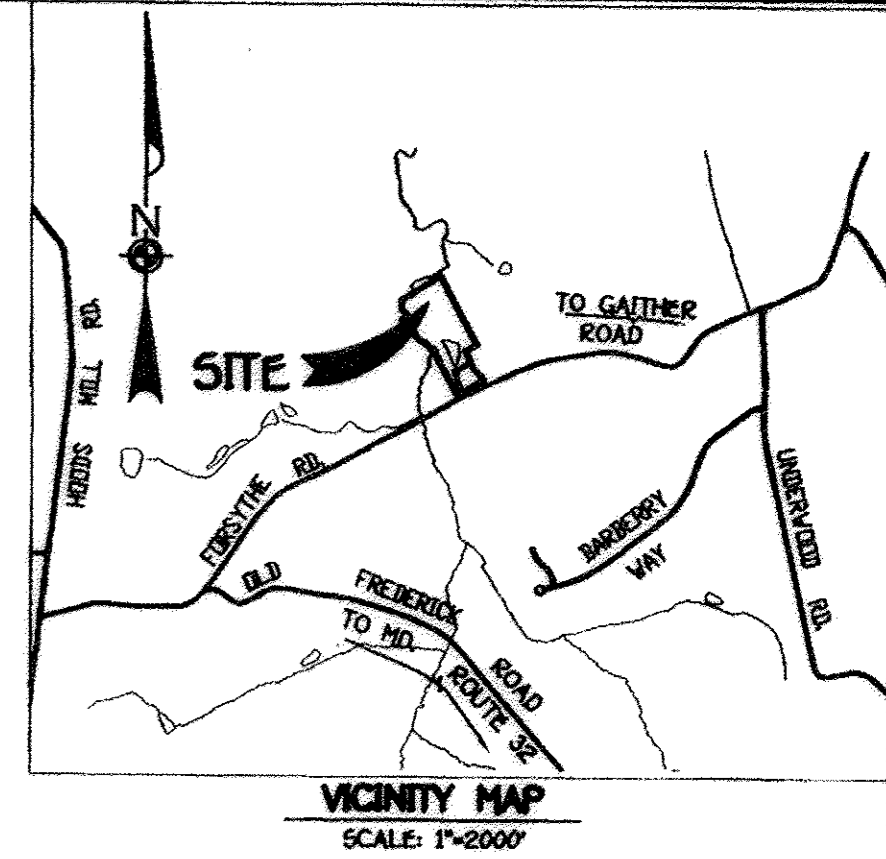 N
TO GAITHER
ROAD
SITE
HOODS MILL RD.
FORSYTHE RD.
BARBERRY
WAY
UNDERWOOD RD.
OLD FREDERICK ROAD
TO MD.
ROUTE 32
VICINITY MAP
SCALE: 1"=2000'